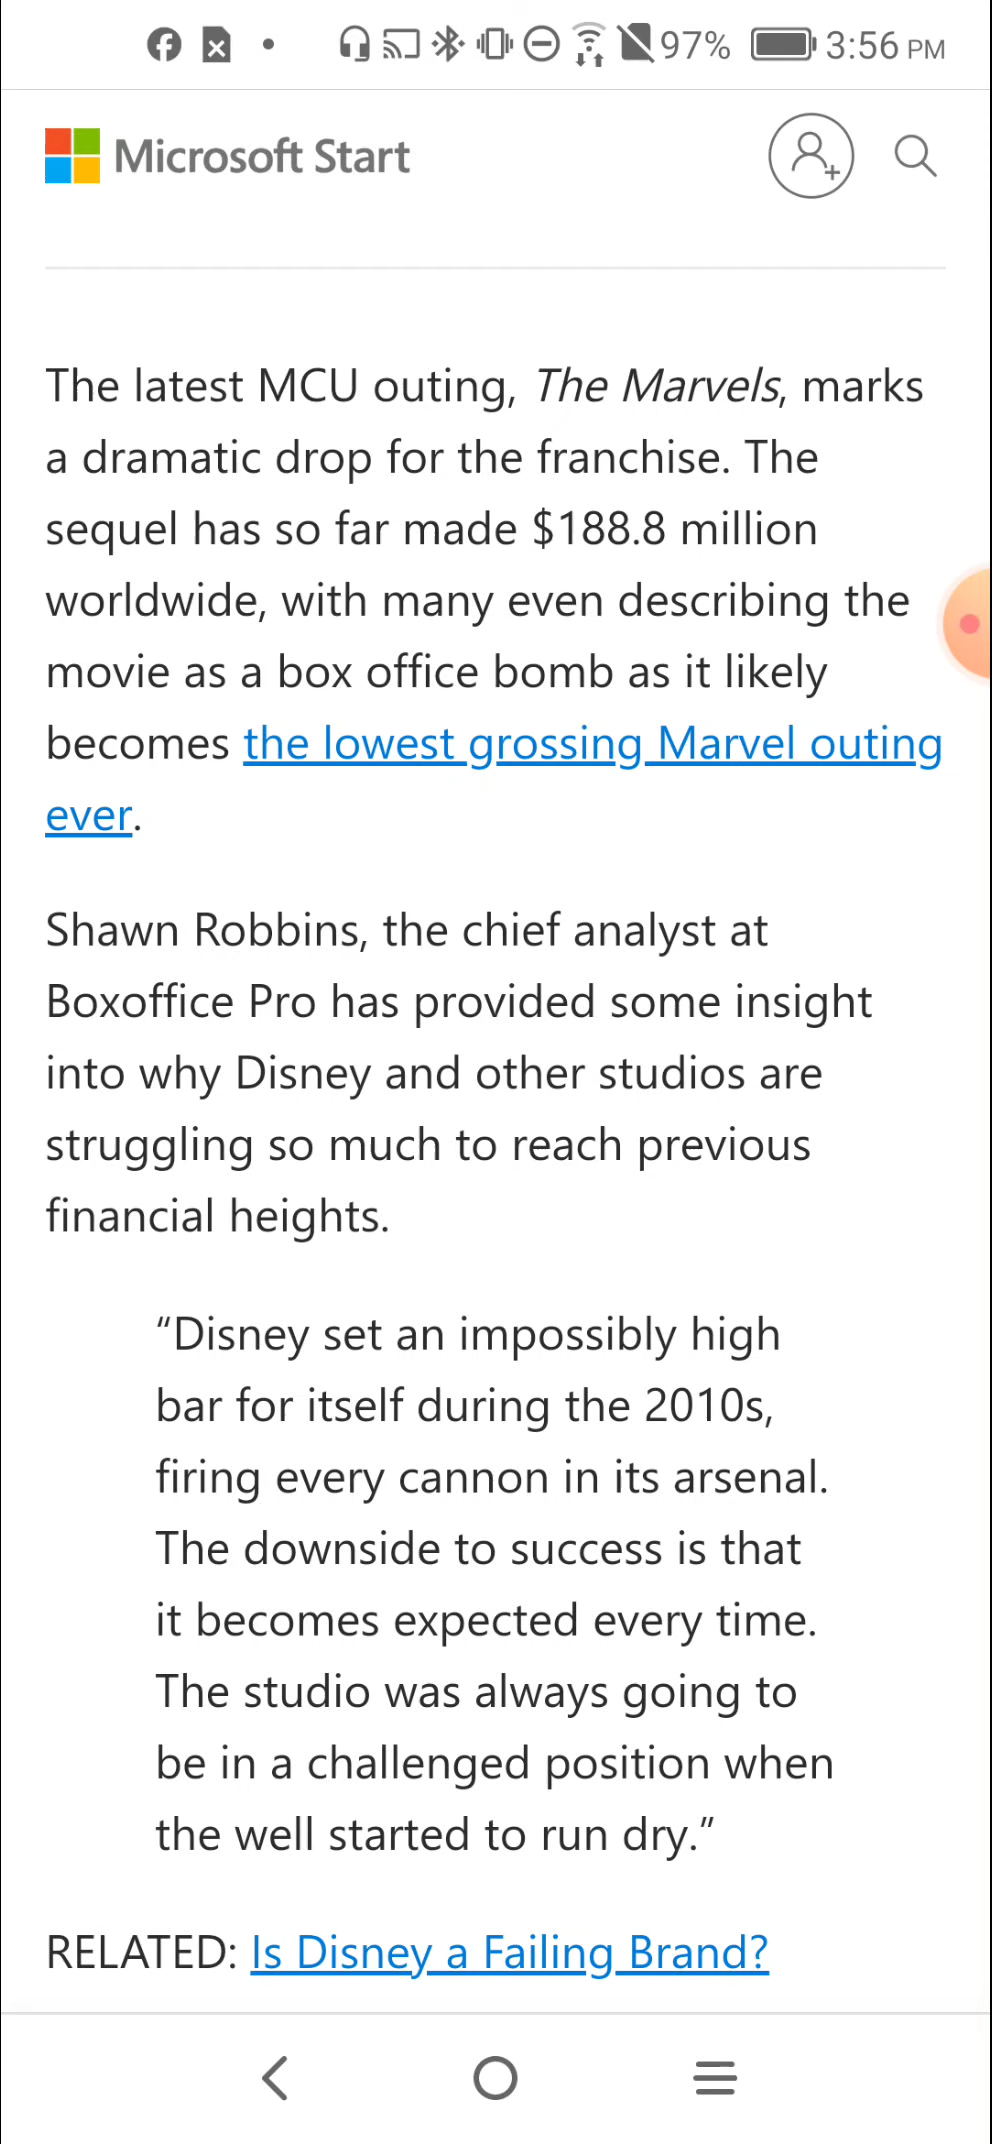 97% 3:56 PM
Microsoft Start
The latest MCU outing, The Marvels, marks
a dramatic drop for the franchise. The
sequel has so far made $188.8 million
worldwide, with many even describing the
movie as a box office bomb as it likely
becomes the lowest grossing Marvel outing
ever.
Shawn Robbins, the chief analyst at
Boxoffice Pro has provided some insight
into why Disney and other studios are
struggling so much to reach previous
financial heights.
“Disney set an impossibly high
bar for itself during the 2010s,
firing every cannon in its arsenal.
The downside to success is that
it becomes expected every time.
The studio was always going to
be in a challenged position when
the well started to run dry.”
RELATED: Is Disney a Failing Brand?